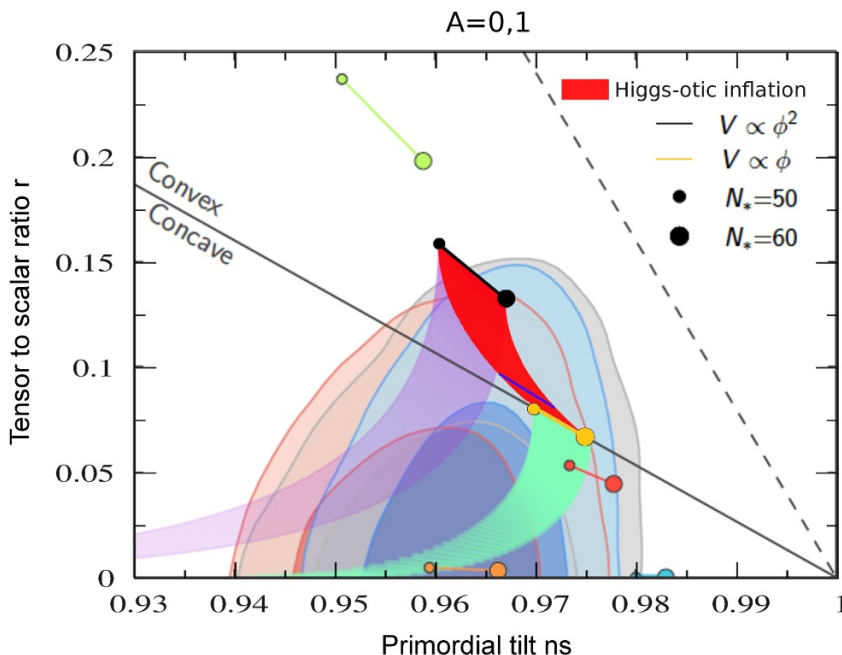 A=0,1
0.25
0.2
0.15
0.1
0.05
0
Tensor to scalar ratio r
Convex
Concave
Higgs-otic inflation
V ∝ ϕ²
V ∝ ϕ
N*=50
N*=60
0.93
0.94
0.95
0.96
0.97
0.98
0.99
1
Primordial tilt ns